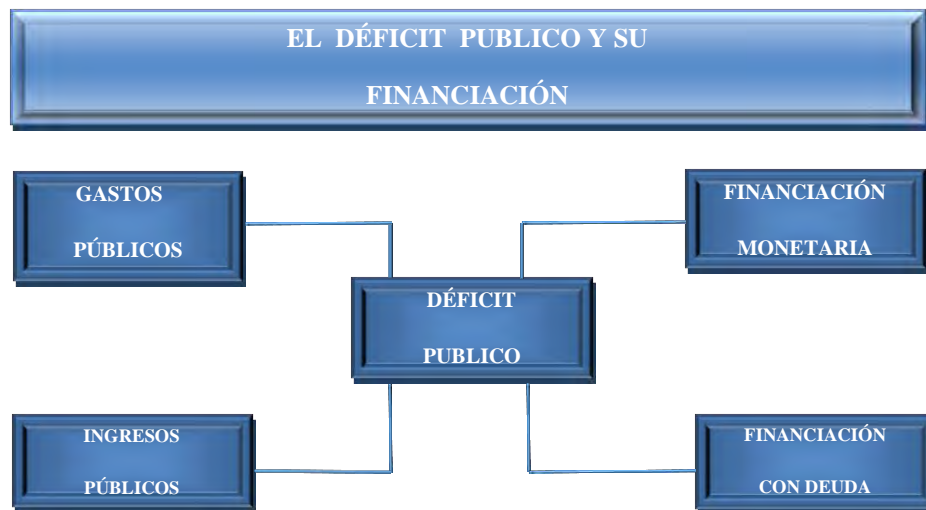 EL DÉFICIT PUBLICO Y SU
FINANCIACIÓN
GASTOS
PÚBLICOS
FINANCIACIÓN
MONETARIA
DÉFICIT
PUBLICO
INGRESOS
PÚBLICOS
FINANCIACIÓN
CON DEUDA